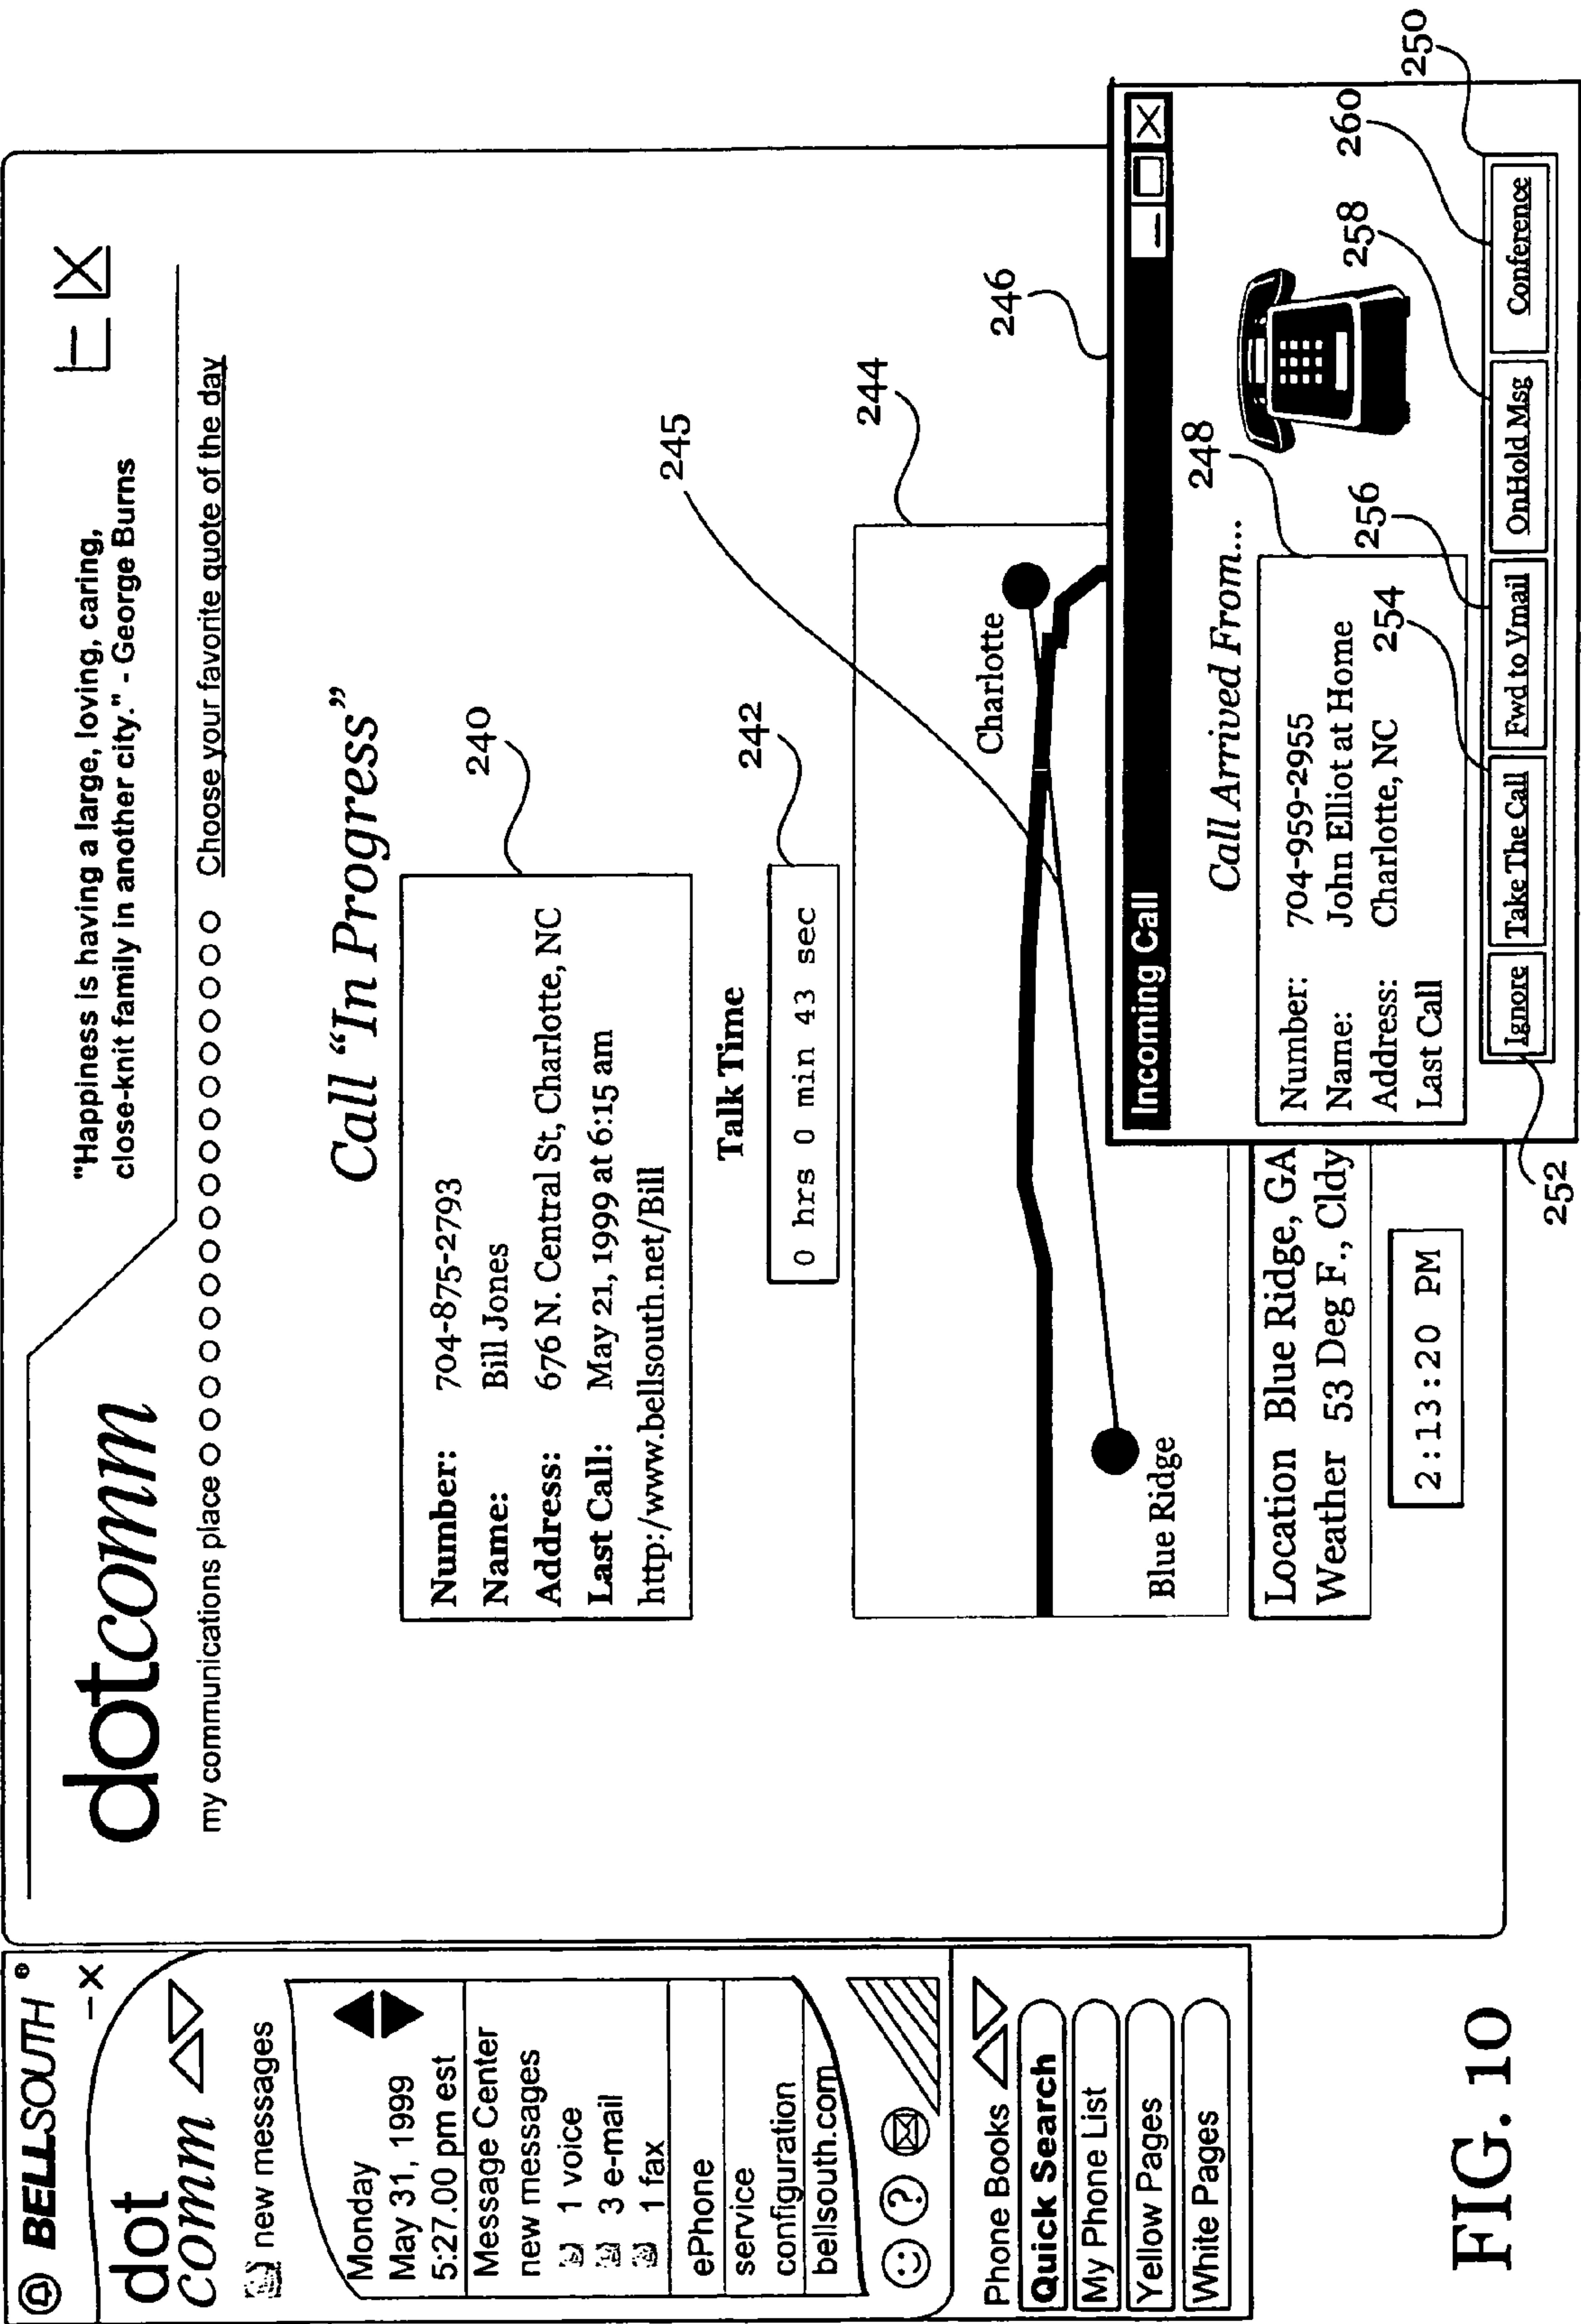 BELLSOUTH ®
– X
dot
comm
new messages
Monday
May 31, 1999
5:27.00 pm est
Message Center
new messages
1 voice
3 e-mail
1 fax
ePhone
service
configuration
bellsouth.com
?
Phone Books
Quick Search
My Phone List
Yellow Pages
White Pages
dotcomm
"Happiness is having a large, loving, caring,
close-knit family in another city." - George Burns
my communications place Choose your favorite quote of the day
Call “In Progress”
240
Number: 704-875-2793
Name: Bill Jones
Address: 676 N. Central St, Charlotte, NC
Last Call: May 21, 1999 at 6:15 am
http:/www.bellsouth.net/Bill
Talk Time
242
0 hrs 0 min 43 sec
245
244
Charlotte
Blue Ridge
Location Blue Ridge, GA
Weather 53 Deg F., Cldy
2:13:20 PM
246
Incoming Call
Call Arrived From...
248
Number: 704-959-2955
Name: John Elliot at Home
Address: Charlotte, NC
Last Call
252
254
256
258
260
250
Ignore Take The Call Fwd to Vmail OnHold Msg Conference
FIG. 10